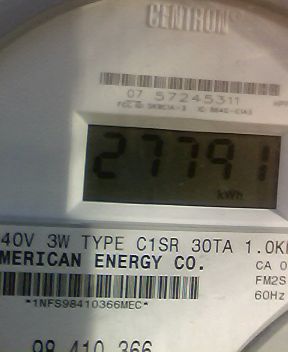 CENTRON
07 57245311
27791
kWh
40V 3W TYPE C1SR 30TA 1.0K
MERICAN ENERGY CO.
CA 0
FM2S
60Hz
*1NFS98410366MEC*
98 410 366